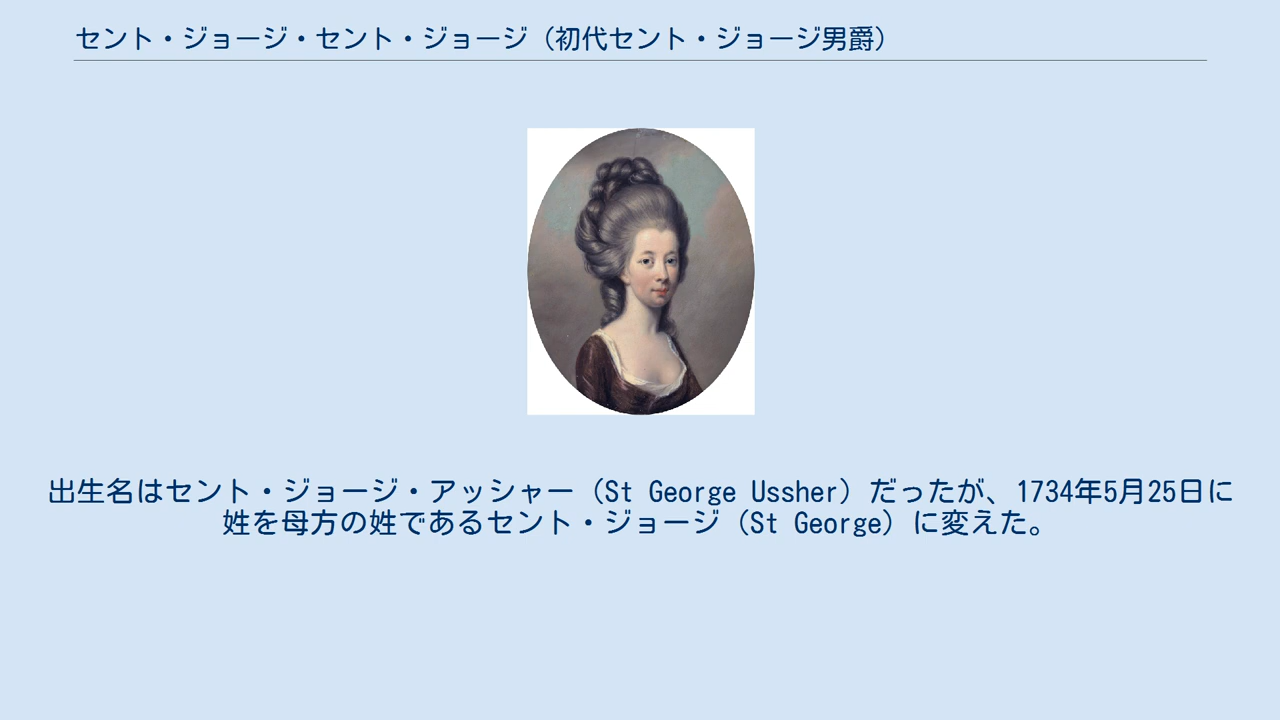 セント・ジョージ・セント・ジョージ（初代セント・ジョージ男爵）
出生名はセント・ジョージ・アッシャー（St George Ussher）だったが、1734年5月25日に
姓を母方の姓であるセント・ジョージ（St George）に変えた。